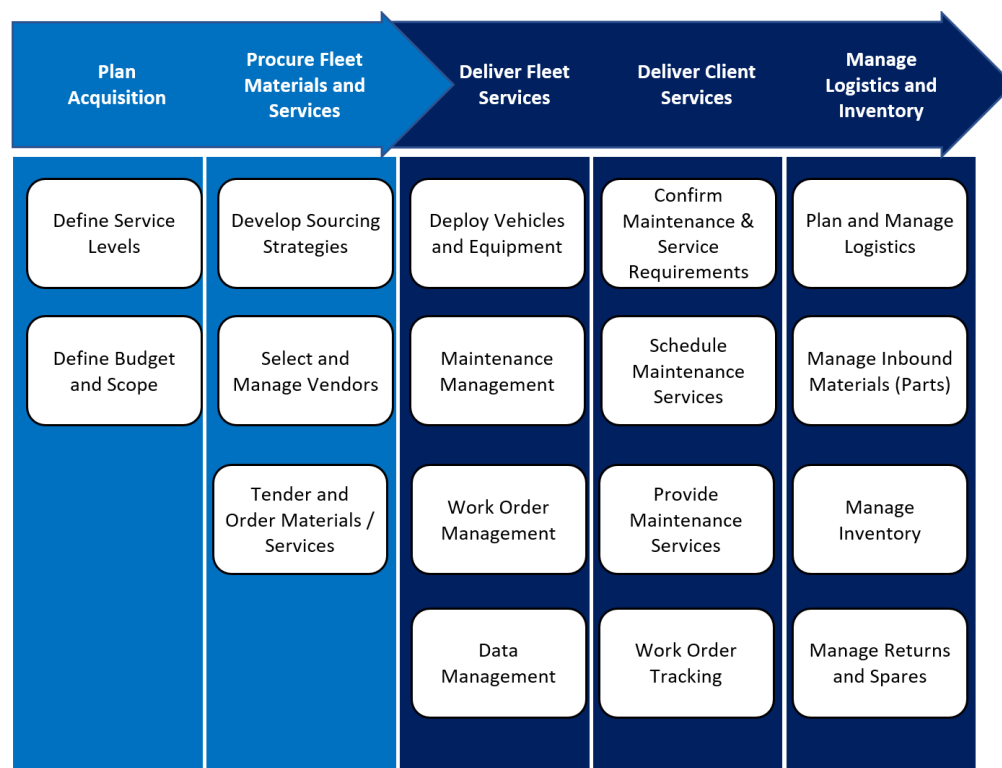 Plan
Acquisition
Procure Fleet
Materials and
Services
Deliver Fleet
Services
Deliver Client
Services
Manage
Logistics and
Inventory
Define Service
Levels
Define Budget
and Scope
Develop Sourcing
Strategies
Select and
Manage Vendors
Tender and
Order Materials /
Services
Deploy Vehicles
and Equipment
Maintenance
Management
Work Order
Management
Data
Management
Confirm
Maintenance &
Service
Requirements
Schedule
Maintenance
Services
Provide
Maintenance
Services
Work Order
Tracking
Plan and Manage
Logistics
Manage Inbound
Materials (Parts)
Manage
Inventory
Manage Returns
and Spares